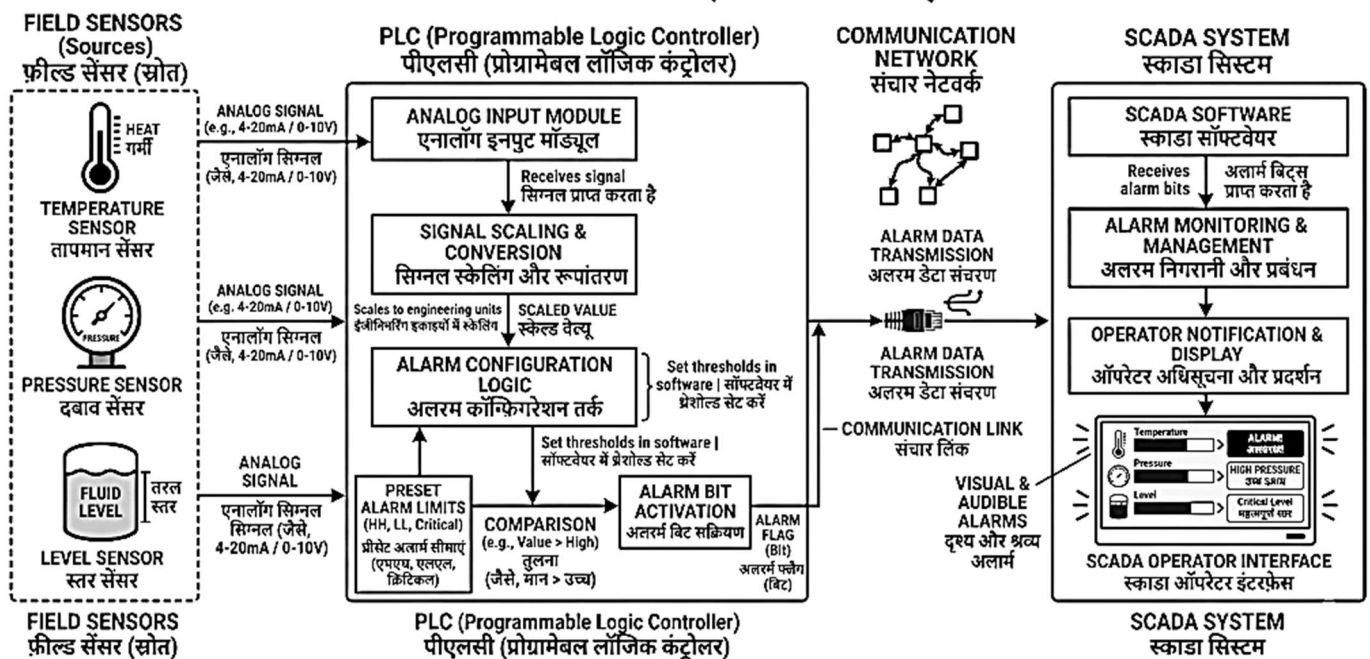 FIELD SENSORS
(Sources)
फ़ील्ड सेंसर (स्रोत)
HEAT
गर्मी
TEMPERATURE
SENSOR
तापमान सेंसर
PRESSURE
PRESSURE SENSOR
दबाव सेंसर
FLUID
LEVEL
तरल
स्तर
LEVEL SENSOR
स्तर सेंसर
FIELD SENSORS
फ़ील्ड सेंसर (स्रोत)
ANALOG SIGNAL
(e.g., 4-20mA / 0-10V)
एनालॉग सिग्नल
(जैसे, 4-20mA / 0-10V)
ANALOG SIGNAL
(e.g. 4-20mA / 0-10V)
एनालॉग सिग्नल
(जैसे, 4-20mA / 0-10V)
ANALOG
SIGNAL
एनालॉग सिग्नल
सिग्नल (जैसे,
4-20mA / 0-10V)
PLC (Programmable Logic Controller)
पीएलसी (प्रोग्रामेबल लॉजिक कंट्रोलर)
ANALOG INPUT MODULE
एनालॉग इनपुट मॉड्यूल
Receives signal
सिग्नल प्राप्त करता है
SIGNAL SCALING &
CONVERSION
सिग्नल स्केलिंग और रूपांतरण
Scales to engineering units
इकाइयों में स्केलिंग
SCALED VALUE
स्केल्ड वेल्यू
ALARM CONFIGURATION
LOGIC
अलरम कॉन्फ़िगरेशन तर्क
Set thresholds in
software | सॉफ्टवेयर में
थ्रेशोल्ड सेट करें
Set thresholds in software |
सॉफ्टवेयर में थ्रेशोल्ड सेट करें
PRESET
ALARM LIMITS
(HH, LL, Critical)
प्रीसेट अलार्म सीमाएं
(एचएच, एलएल,
क्रिटिकल)
COMPARISON
(e.g., Value > High)
तुलना
(जैसे, मान > उच्च)
ALARM BIT
ACTIVATION
अलरर्म बिट सक्रियण
ALARM
FLAG
(Bit)
अलरर्म फ्लैग
(बिट)
PLC (Programmable Logic Controller)
पीएलसी (प्रोग्रामेबल लॉजिक कंट्रोलर)
COMMUNICATION
NETWORK
संचार नेटवर्क
ALARM DATA
TRANSMISSION
अलरम डेटा संचरण
ALARM DATA
TRANSMISSION
अलरम डेटा संचरण
COMMUNICATION LINK
संचार लिंक
VISUAL &
AUDIBLE
ALARMS
दृश्य और श्रव्य
अलार्म
SCADA SYSTEM
स्काडा सिस्टम
SCADA SOFTWARE
स्काडा सॉफ्टवेयर
Receives
alarm bits
अलार्म बिट्स
प्राप्त करता है
ALARM MONITORING &
MANAGEMENT
अलरम निगरानी और प्रबंधन
OPERATOR NOTIFICATION &
DISPLAY
ऑपरेटर अधिसूचना और प्रदर्शन
Temperature
ALARM!
Pressure
HIGH PRESSURE
Level
Critical Level
SCADA OPERATOR INTERFACE
स्काडा ऑपरेटर इंटरफ़ेस
SCADA SYSTEM
स्काडा सिस्टम